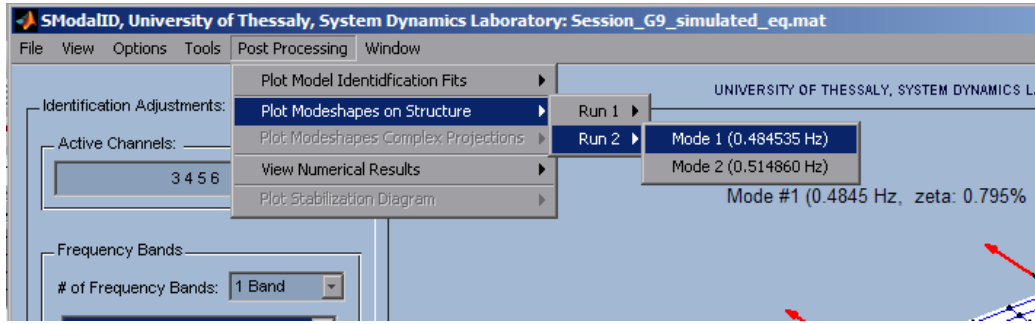 SModalID, University of Thessaly, System Dynamics Laboratory: Session_G9_simulated_eq.mat
File View Options Tools Post Processing Window
Plot Model Identidfication Fits
UNIVERSITY OF THESSALY, SYSTEM DYNAMICS L
Identification Adjustments:
Plot Modeshapes on Structure
Run 1
Active Channels:
Plot Modeshapes Complex Projections
Run 2
Mode 1 (0.484535 Hz)
3 4 5 6
View Numerical Results
Mode 2 (0.514860 Hz)
Plot Stabilization Diagram
Mode #1 (0.4845 Hz, zeta: 0.795%
Frequency Bands
# of Frequency Bands: 1 Band